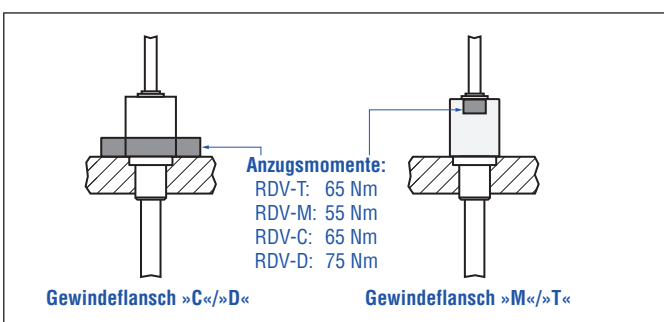 Anzugsmomente:
RDV-T: 65 Nm
RDV-M: 55 Nm
RDV-C: 65 Nm
RDV-D: 75 Nm
Gewindeflansch »C«/»D«
Gewindeflansch »M«/»T«